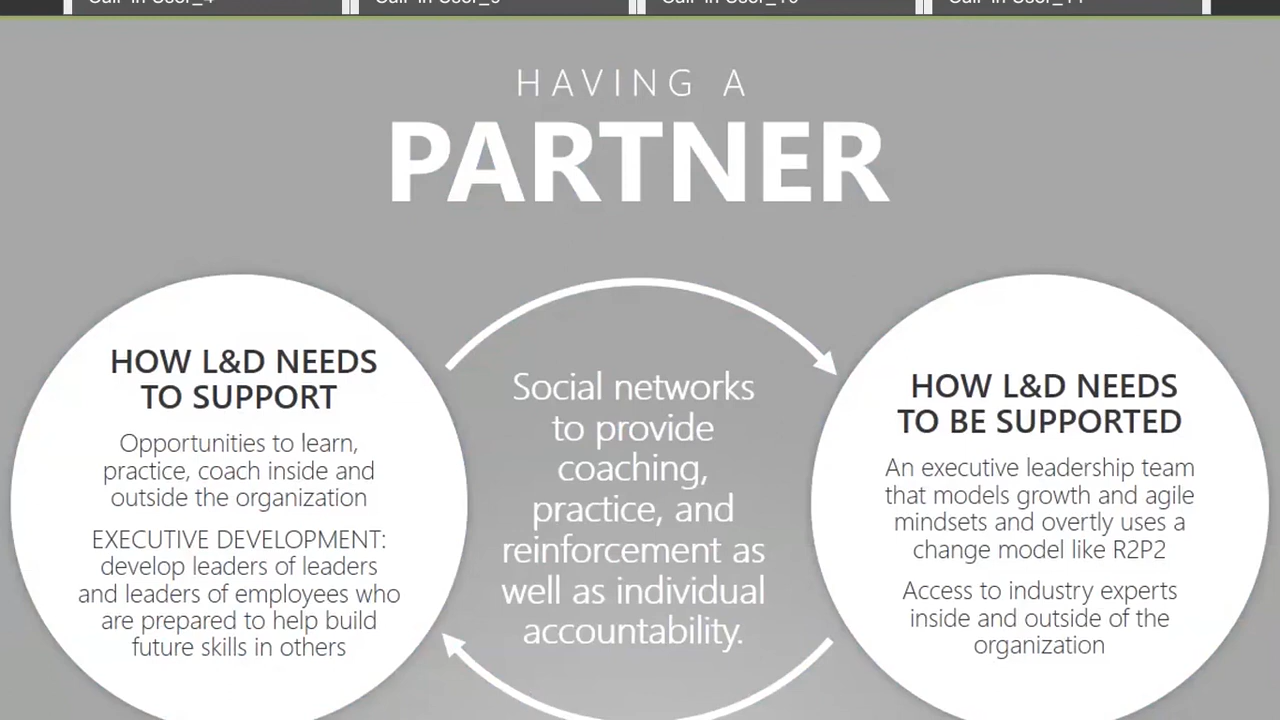 HAVING A
PARTNER
HOW L&D NEEDS
TO SUPPORT
Opportunities to learn,
practice, coach inside and
outside the organization
EXECUTIVE DEVELOPMENT:
develop leaders of leaders
and leaders of employees who
are prepared to help build
future skills in others
Social networks
to provide
coaching,
practice, and
reinforcement as
well as individual
accountability.
HOW L&D NEEDS
TO BE SUPPORTED
An executive leadership team
that models growth and agile
mindsets and overtly uses a
change model like R2P2
Access to industry experts
inside and outside of the
organization